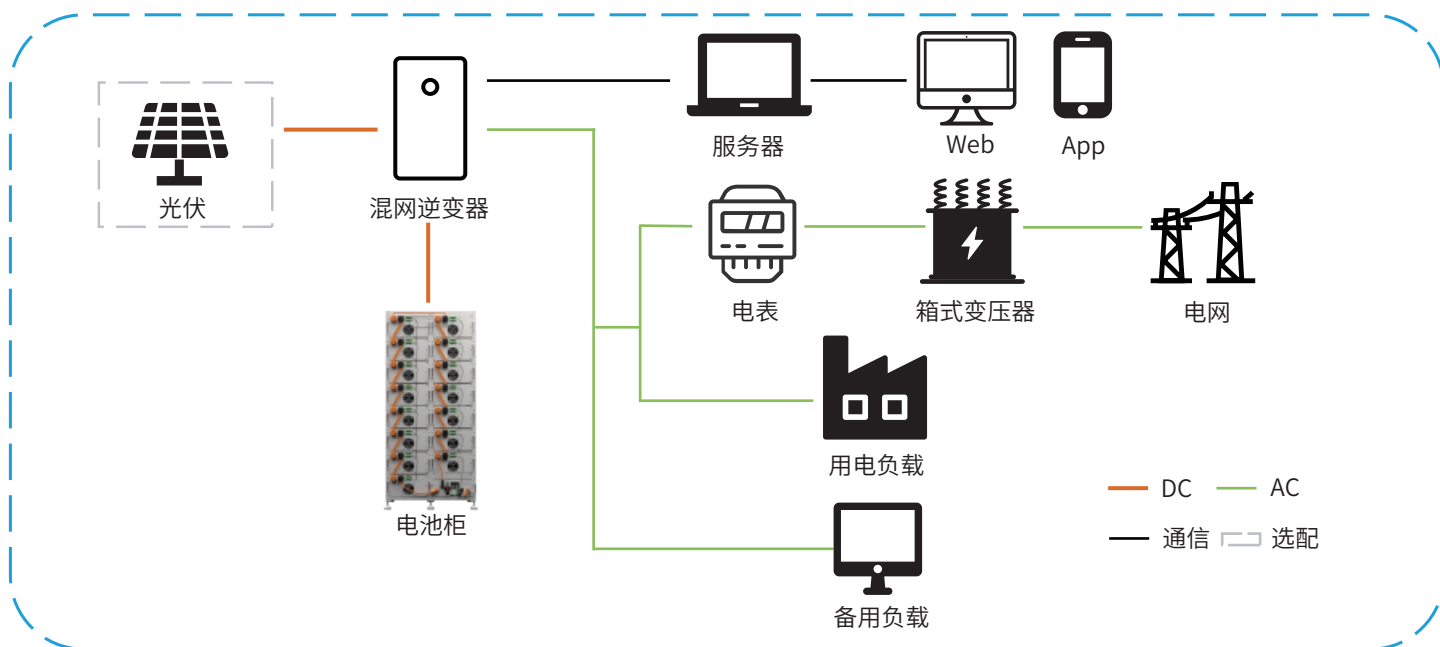 服务器
Web
App
光伏
混网逆变器
电表
箱式变压器
电网
用电负载
电池柜
DC
AC
通信
选配
备用负载